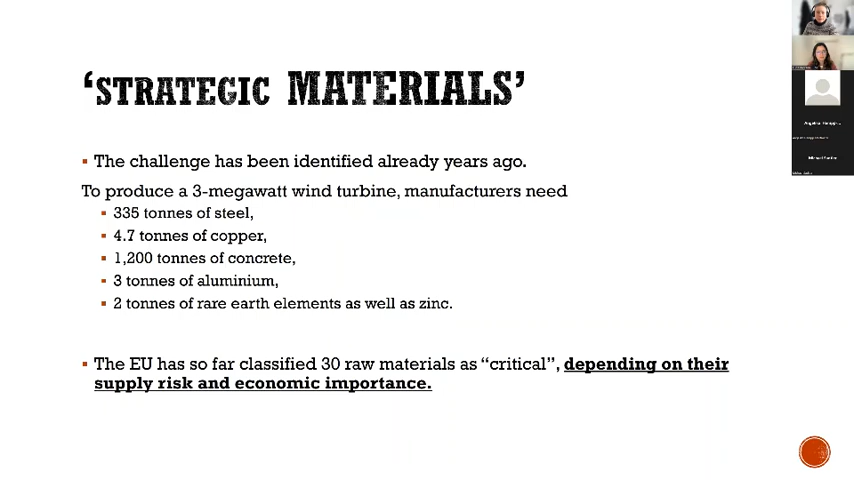 ‘STRATEGIC MATERIALS’
▪ The challenge has been identified already years ago.
To produce a 3-megawatt wind turbine, manufacturers need
▪ 335 tonnes of steel,
▪ 4.7 tonnes of copper,
▪ 1,200 tonnes of concrete,
▪ 3 tonnes of aluminium,
▪ 2 tonnes of rare earth elements as well as zinc.
▪ The EU has so far classified 30 raw materials as “critical”, depending on their
supply risk and economic importance.